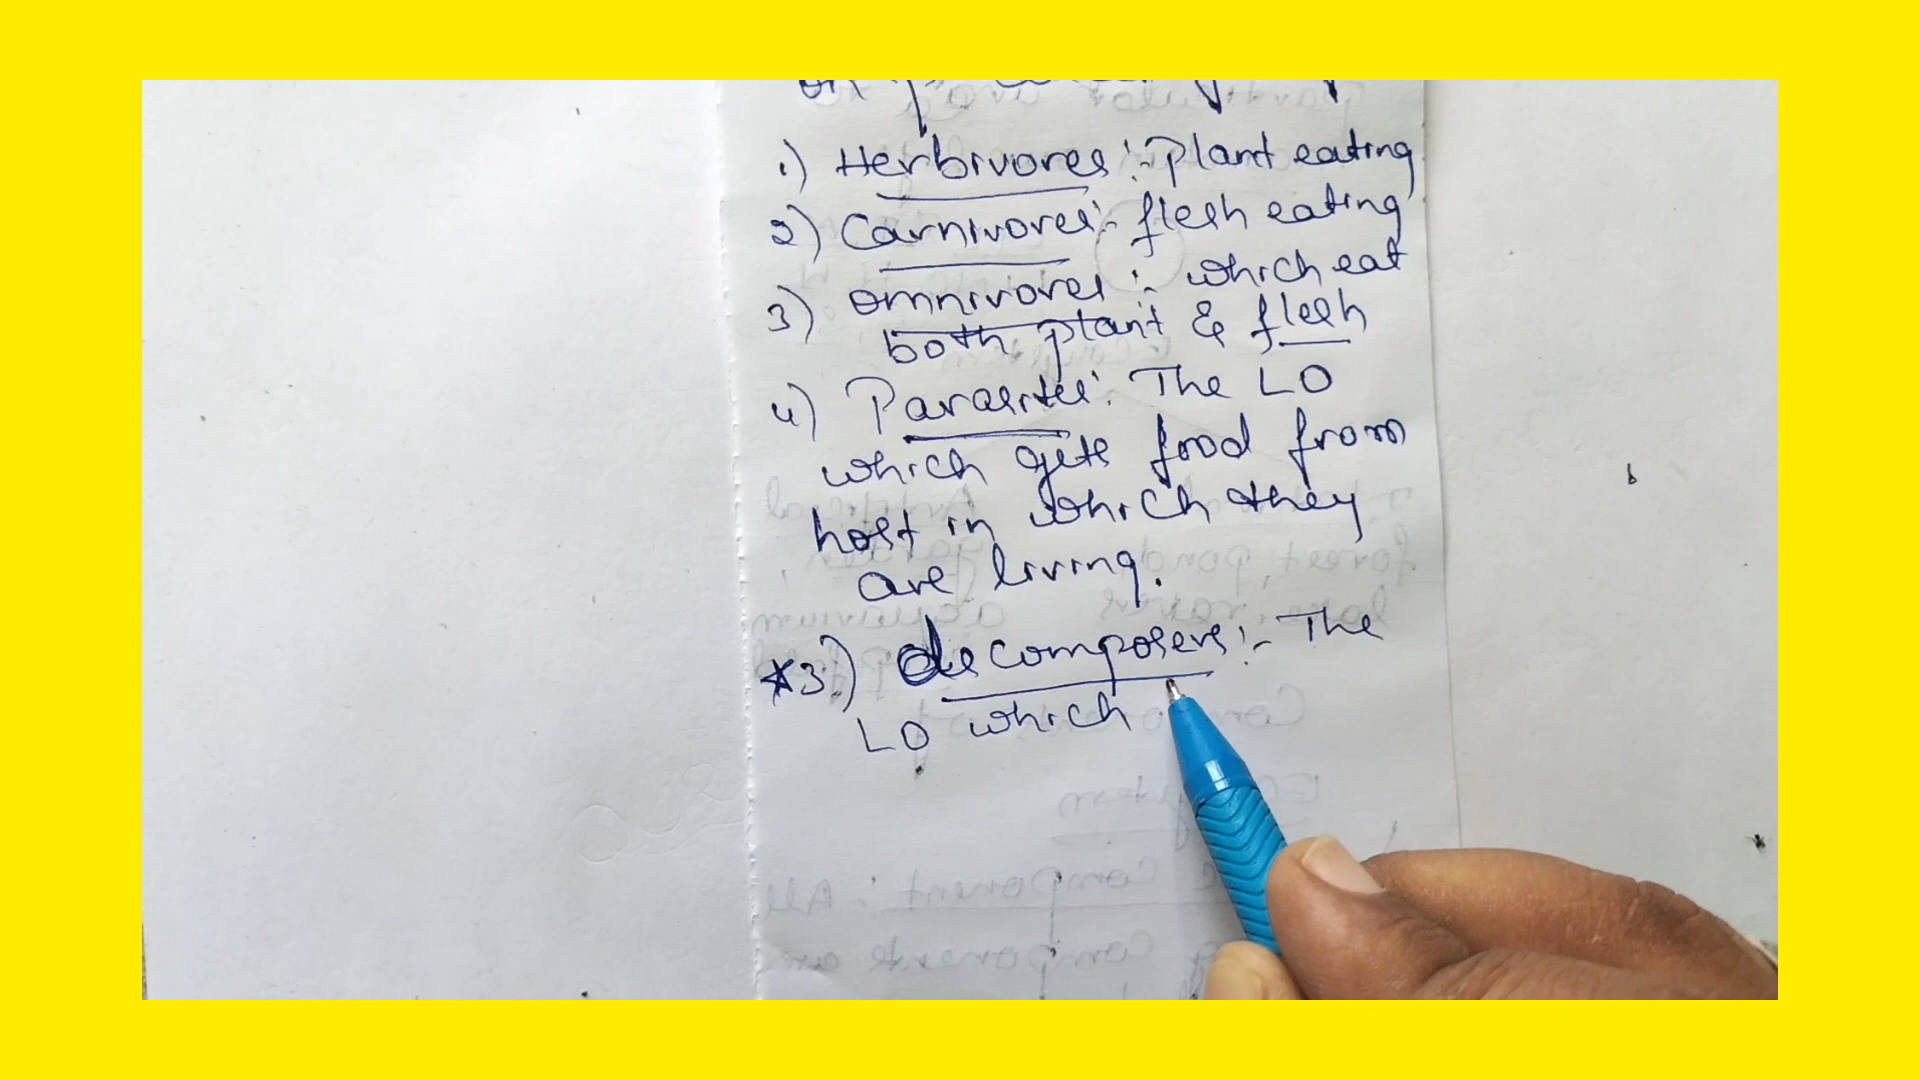 1) Herbivores :- Plant eating
2) Carnivores :- flesh eating
3) omnivores :- which eat
both plant & flesh
4) Parasites : The LO
which gets food from
host in which they
are living.
*3) decomposers :- The
LO which